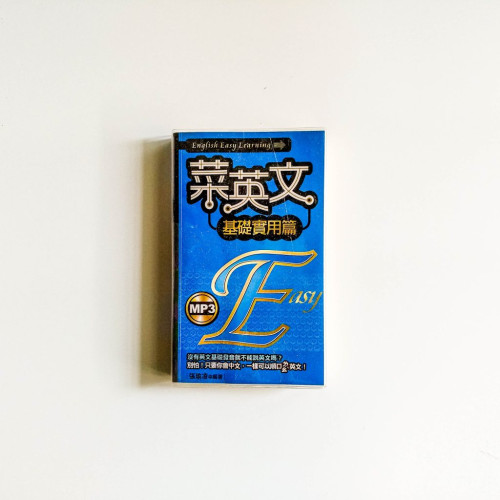 English Easy Learning
菜英文
基礎實用篇
Easy
MP3
沒有英文基礎發音就不能說英文嗎？
別怕！只要你會中文，一樣可以順口 英文！